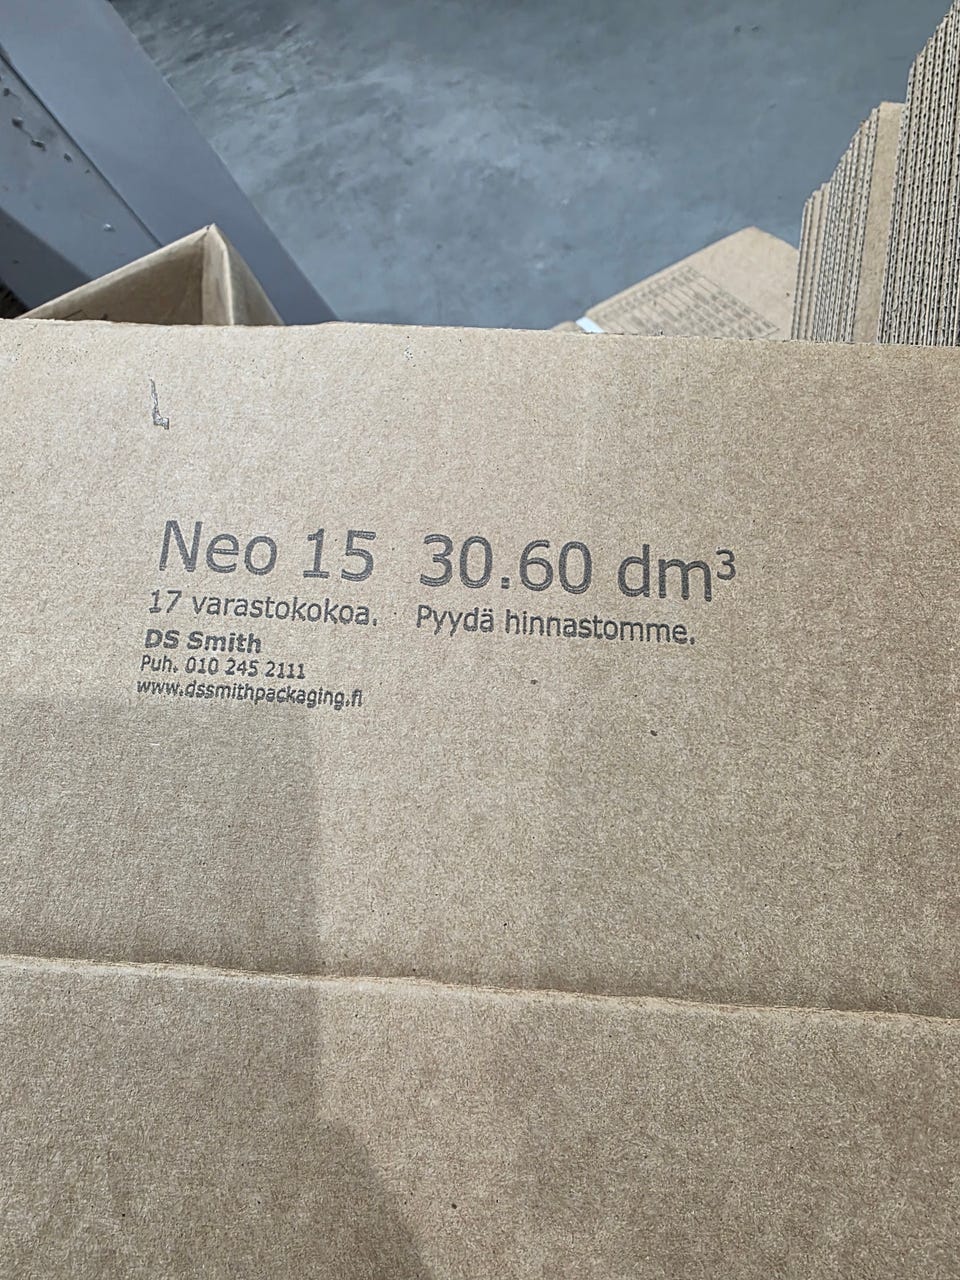 Neo 15 30.60 dm³
17 varastokokoa. Pyydä hinnastomme.
DS Smith
Puh. 010 245 2111
www.dssmithpackaging.fi